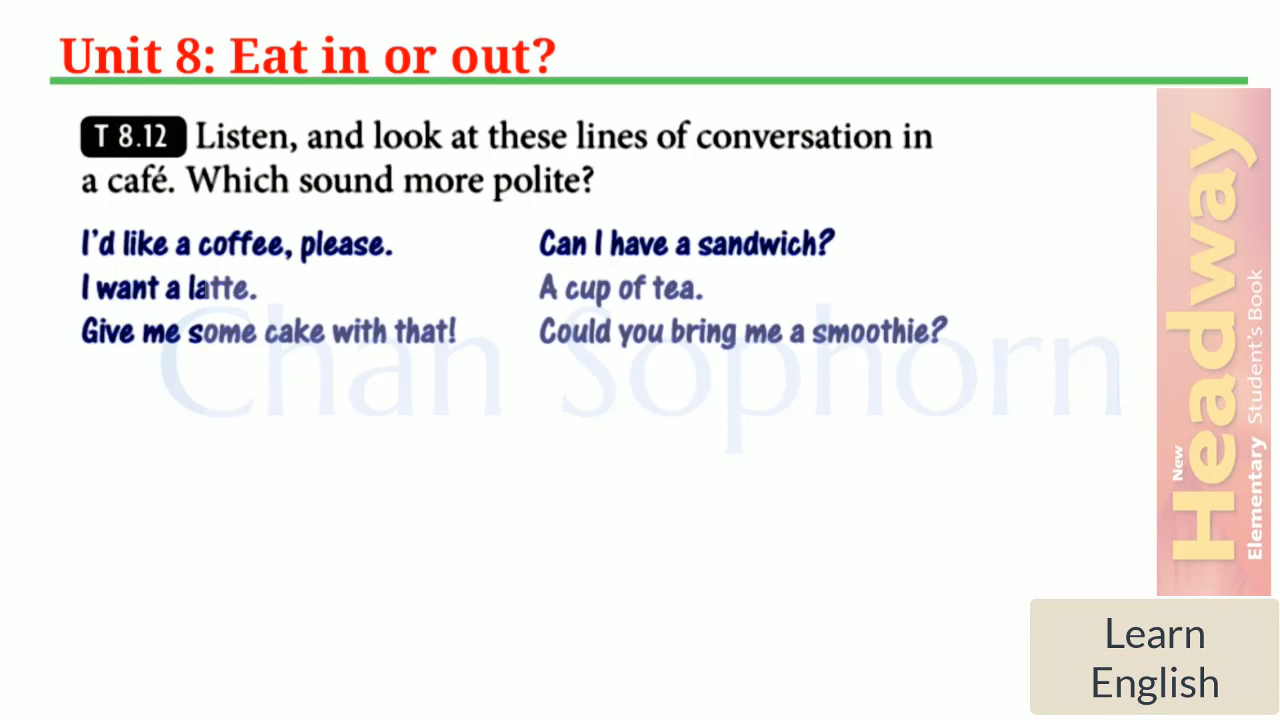 Unit 8: Eat in or out?
T 8.12 Listen, and look at these lines of conversation in
a café. Which sound more polite?
I'd like a coffee, please.
I want a latte.
Give me some cake with that!
Can I have a sandwich?
A cup of tea.
Could you bring me a smoothie?
Chan Sophorn
New
Headway
Elementary Student's Book
Learn
English